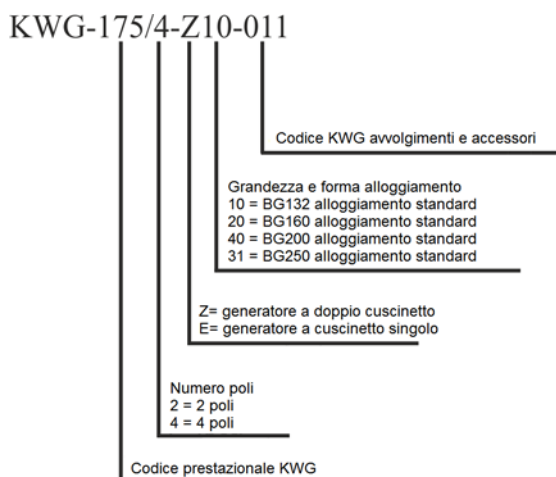 KWG-175/4-Z10-011
Codice KWG avvolgimenti e accessori
Grandezza e forma alloggiamento
10 = BG132 alloggiamento standard
20 = BG160 alloggiamento standard
40 = BG200 alloggiamento standard
31 = BG250 alloggiamento standard
Z= generatore a doppio cuscinetto
E= generatore a cuscinetto singolo
Numero poli
2 = 2 poli
4 = 4 poli
Codice prestazionale KWG